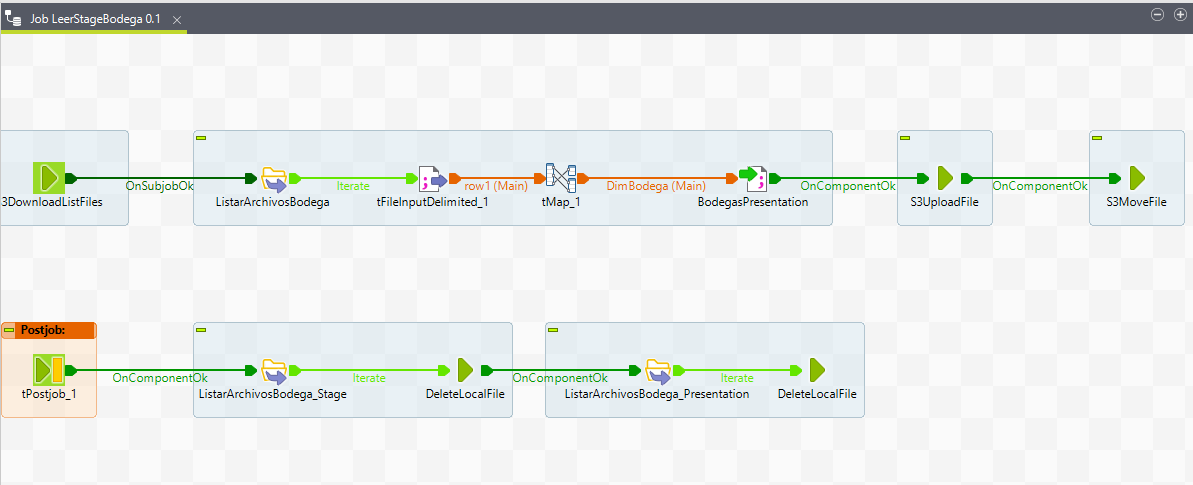 Job LeerStageBodega 0.1
OnSubjobOk
Iterate
row1 (Main)
DimBodega (Main)
OnComponentOk
OnComponentOk
3DownloadListFiles
ListarArchivosBodega
tFileInputDelimited_1
tMap_1
BodegasPresentation
S3UploadFile
S3MoveFile
Postjob:
OnComponentOk
Iterate
OnComponentOk
Iterate
tPostjob_1
ListarArchivosBodega_Stage
DeleteLocalFile
ListarArchivosBodega_Presentation
DeleteLocalFile